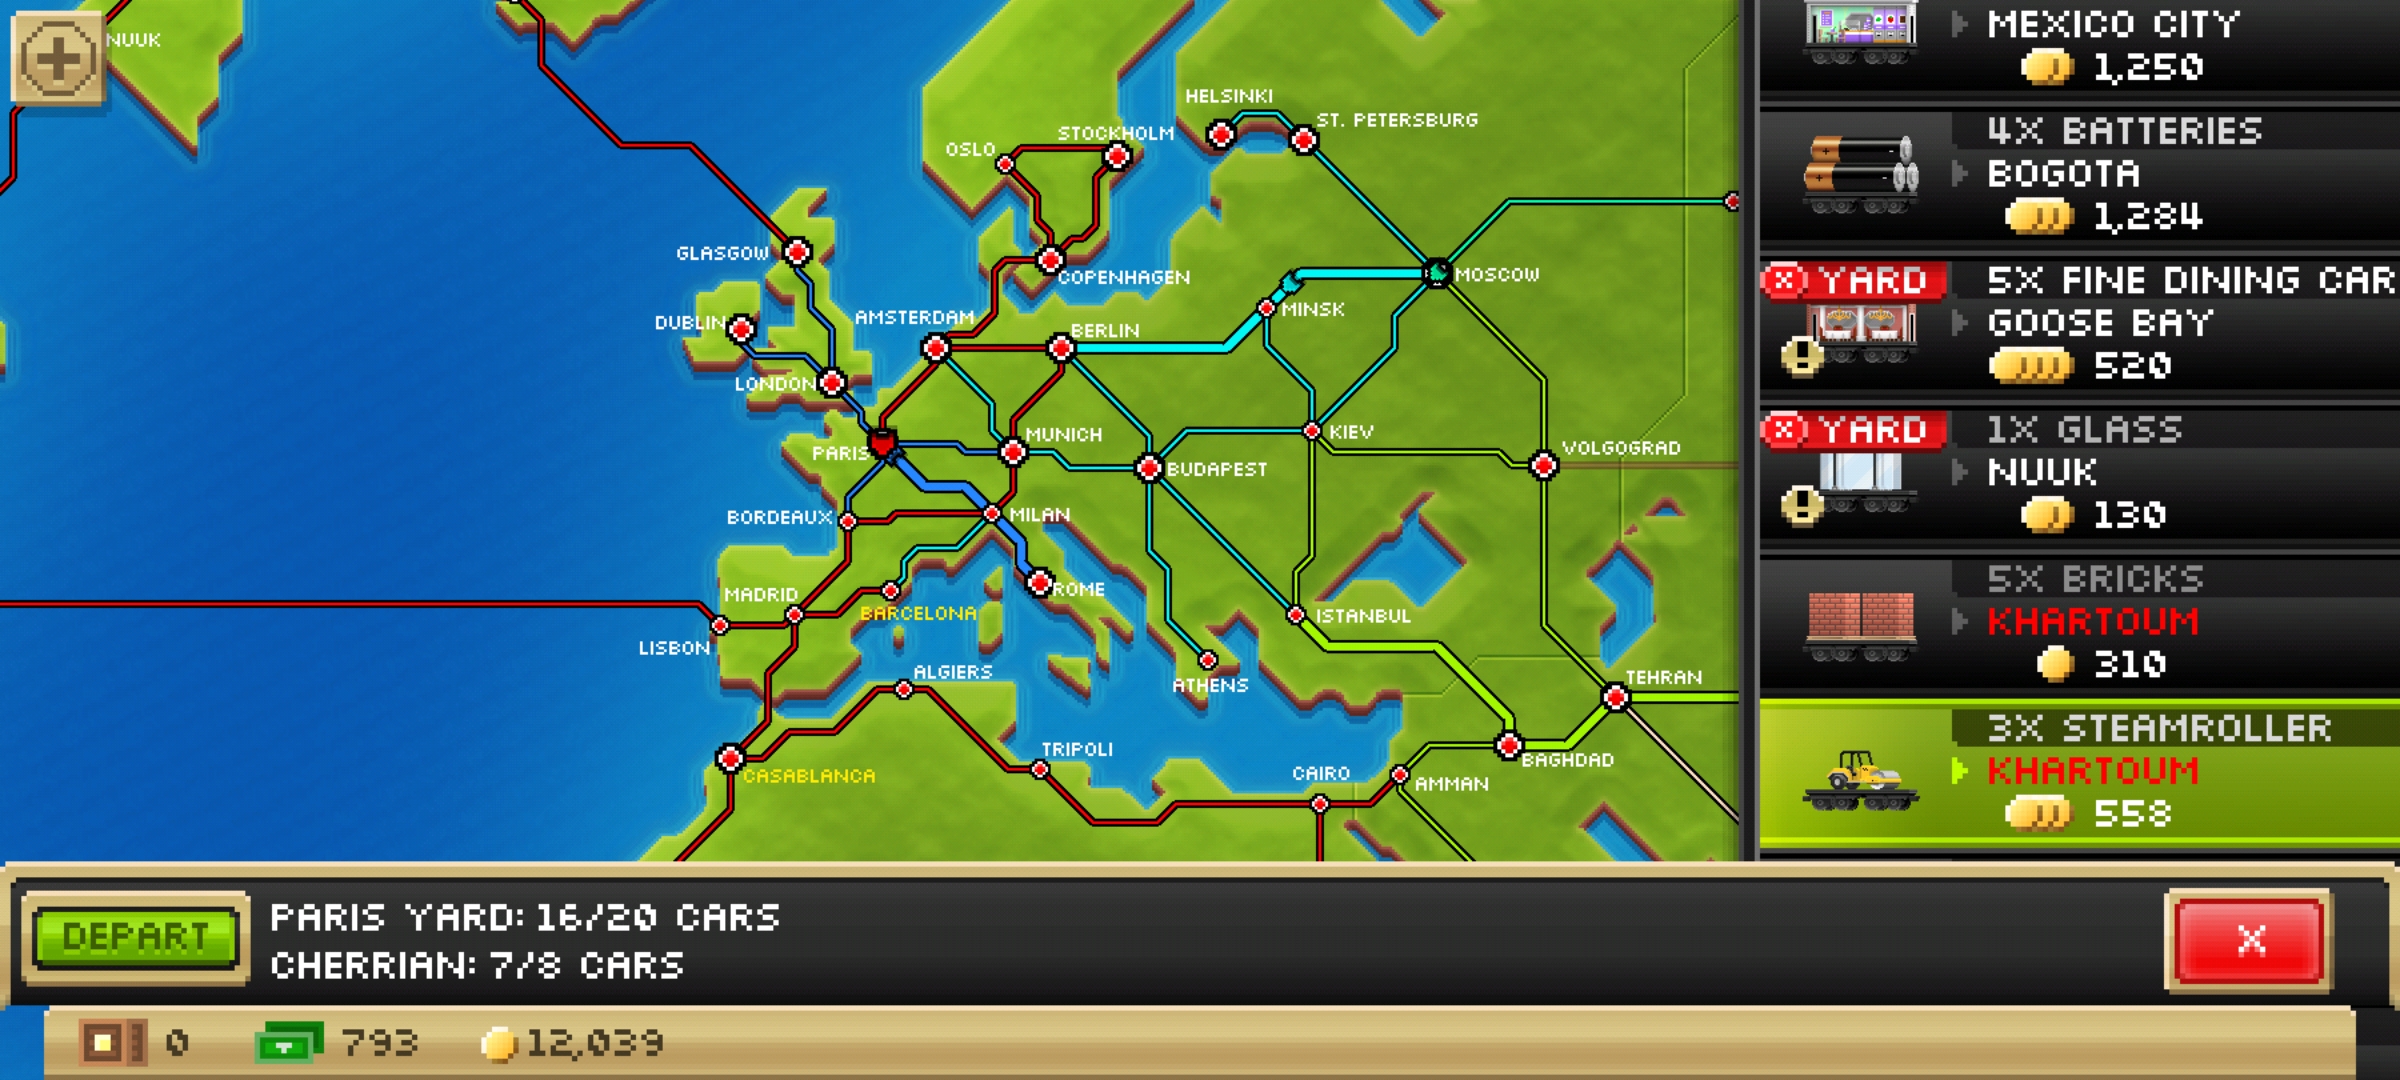 NUUK
HELSINKI
ST. PETERSBURG
STOCKHOLM
OSLO
GLASGOW
COPENHAGEN
MOSCOW
DUBLIN
AMSTERDAM
BERLIN
MINSK
LONDON
PARIS
MUNICH
KIEV
VOLGOGRAD
BUDAPEST
BORDEAUX
MILAN
MADRID
BARCELONA
ROME
ISTANBUL
LISBON
ALGIERS
ATHENS
TEHRAN
TRIPOLI
CASABLANCA
CAIRO
AMMAN
BAGHDAD
MEXICO CITY
1,250
4X BATTERIES
BOGOTA
1,284
X YARD
5X FINE DINING CAR
GOOSE BAY
520
X YARD
1X GLASS
NUUK
130
5X BRICKS
KHARTOUM
310
3X STEAMROLLER
KHARTOUM
558
DEPART
PARIS YARD: 16/20 CARS
CHERRIAN: 7/8 CARS
X
0
793
12,039